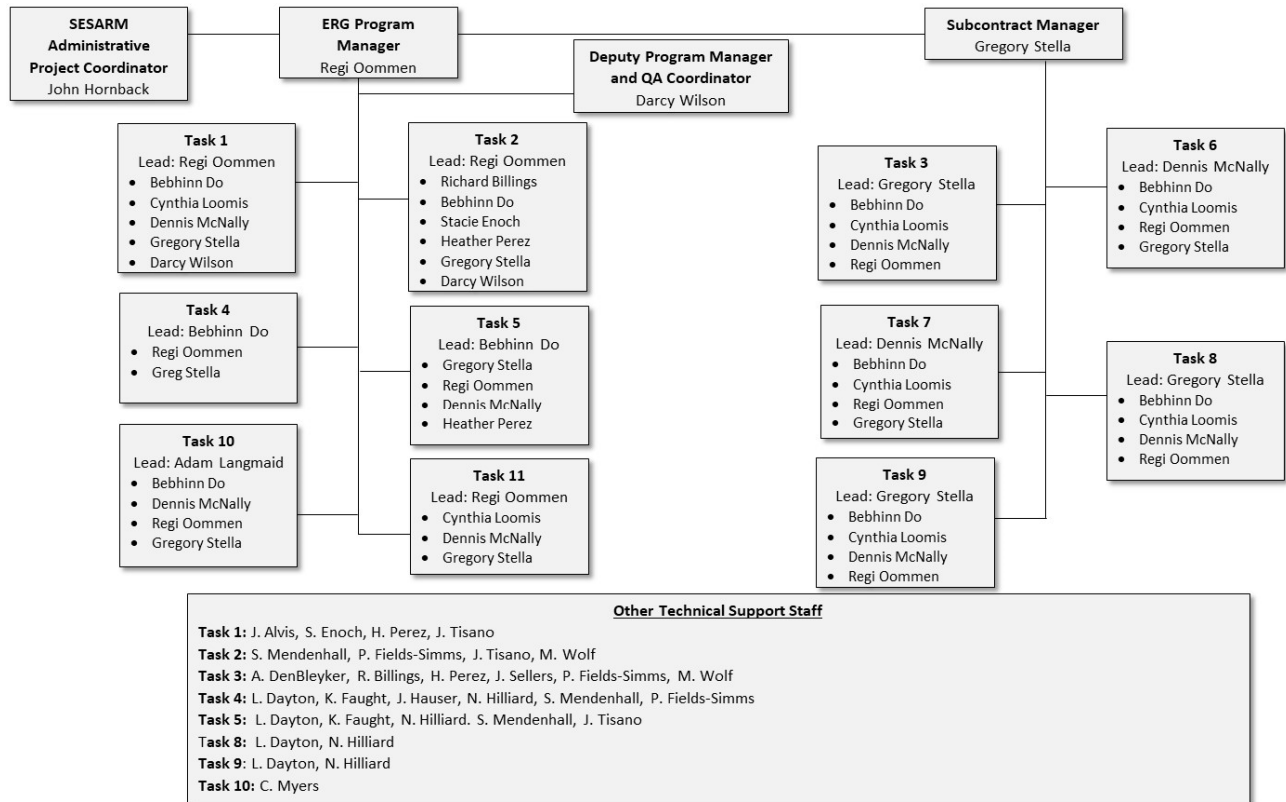 SESARM
Administrative
Project Coordinator
John Hornback
ERG Program
Manager
Regi Oommen
Deputy Program Manager
and QA Coordinator
Darcy Wilson
Subcontract Manager
Gregory Stella
Task 1
Lead: Regi Oommen
• Bebhinn Do
• Cynthia Loomis
• Dennis McNally
• Gregory Stella
• Darcy Wilson
Task 2
Lead: Regi Oommen
• Richard Billings
• Bebhinn Do
• Stacie Enoch
• Heather Perez
• Gregory Stella
• Darcy Wilson
Task 3
Lead: Gregory Stella
• Bebhinn Do
• Cynthia Loomis
• Dennis McNally
• Regi Oommen
Task 6
Lead: Dennis McNally
• Bebhinn Do
• Cynthia Loomis
• Regi Oommen
• Gregory Stella
Task 4
Lead: Bebhinn Do
• Regi Oommen
• Greg Stella
Task 5
Lead: Bebhinn Do
• Gregory Stella
• Regi Oommen
• Dennis McNally
• Heather Perez
Task 7
Lead: Dennis McNally
• Bebhinn Do
• Cynthia Loomis
• Regi Oommen
• Gregory Stella
Task 8
Lead: Gregory Stella
• Bebhinn Do
• Cynthia Loomis
• Dennis McNally
• Regi Oommen
Task 10
Lead: Adam Langmaid
• Bebhinn Do
• Dennis McNally
• Regi Oommen
• Gregory Stella
Task 11
Lead: Regi Oommen
• Cynthia Loomis
• Dennis McNally
• Gregory Stella
Task 9
Lead: Gregory Stella
• Bebhinn Do
• Cynthia Loomis
• Dennis McNally
• Regi Oommen
Other Technical Support Staff
Task 1: J. Alvis, S. Enoch, H. Perez, J. Tisano
Task 2: S. Mendenhall, P. Fields-Simms, J. Tisano, M. Wolf
Task 3: A. DenBleyker, R. Billings, H. Perez, J. Sellers, P. Fields-Simms, M. Wolf
Task 4: L. Dayton, K. Faught, J. Hauser, N. Hilliard, S. Mendenhall, P. Fields-Simms
Task 5: L. Dayton, K. Faught, N. Hilliard. S. Mendenhall, J. Tisano
Task 8: L. Dayton, N. Hilliard
Task 9: L. Dayton, N. Hilliard
Task 10: C. Myers